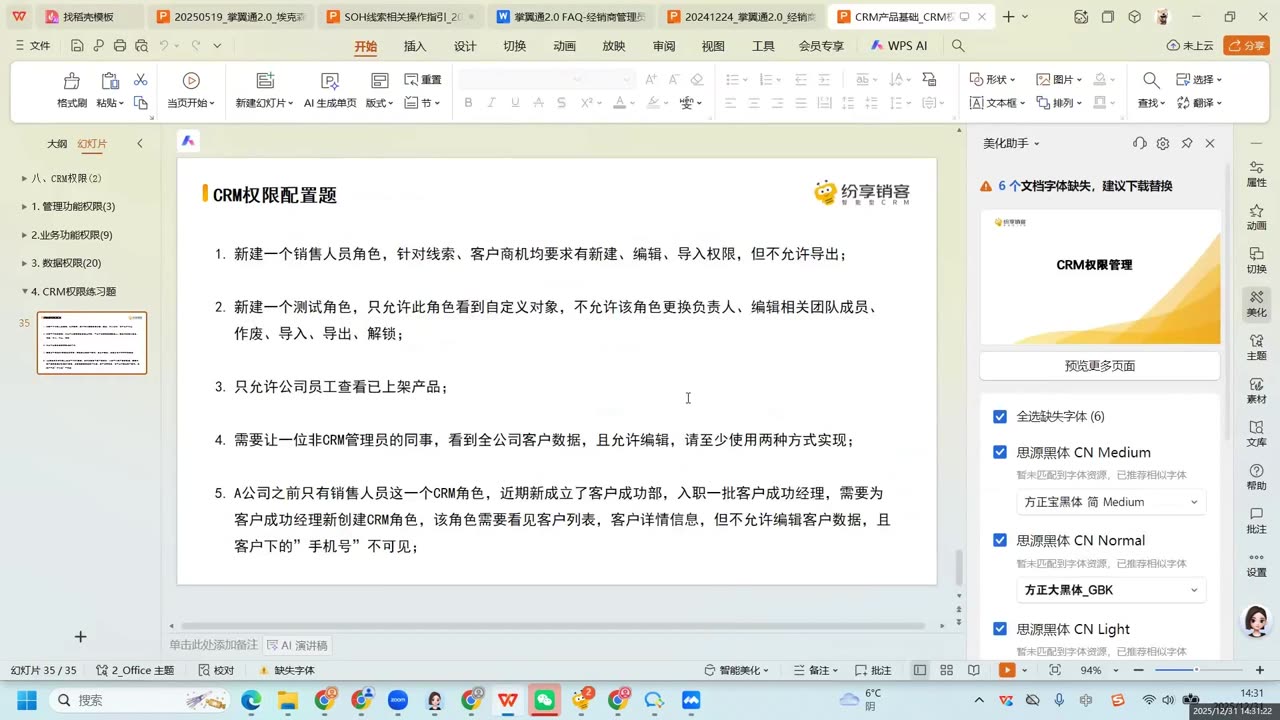 找稻壳模板
20250519_掌翼通2.0_埃克森
SOH线索相关操作指引_20
掌翼通2.0 FAQ-经销商管理员
20241224_掌翼通2.0_经销商
CRM产品基础_CRM权
文件
开始
插入
设计
切换
动画
放映
审阅
视图
工具
会员专享
WPS AI
未上云
分享
格式刷
粘贴
当页开始
新建幻灯片
AI 生成单页
版式
重置
节
形状
图片
文本框
排列
查找
选择
翻译
大纲
幻灯片
八、CRM权限(2)
1. 管理功能权限(3)
2.业务功能权限(9)
3. 数据权限(20)
4. CRM权限练习题
35
CRM权限配置题
纷享销客
智能型CRM
1. 新建一个销售人员角色，针对线索、客户商机均要求有新建、编辑、导入权限，但不允许导出；
2. 新建一个测试角色，只允许此角色看到自定义对象，不允许该角色更换负责人、编辑相关团队成员、
作废、导入、导出、解锁；
3. 只允许公司员工查看已上架产品；
4. 需要让一位非CRM管理员的同事，看到全公司客户数据，且允许编辑，请至少使用两种方式实现；
5. A公司之前只有销售人员这一个CRM角色，近期新成立了客户成功部，入职一批客户成功经理，需要为
客户成功经理新创建CRM角色，该角色需要看见客户列表，客户详情信息，但不允许编辑客户数据，且
客户下的”手机号”不可见；
美化助手
6 个文档字体缺失，建议下载替换
纷享销客
CRM权限管理
预览更多页面
全选缺失字体 (6)
思源黑体 CN Medium
暂未匹配到字体资源，已推荐相似字体
方正宝黑体 简 Medium
思源黑体 CN Normal
暂未匹配到字体资源，已推荐相似字体
方正大黑体_GBK
思源黑体 CN Light
暂未匹配到字体资源，已推荐相似字体
属性
动画
切换
美化
主题
素材
文库
帮助
批注
设置
单击此处添加备注
AI 演讲稿
幻灯片 35 / 35
2_Office 主题
校对
缺失字体
智能美化
备注
批注
94%
搜索
zoom
2
6°C
阴
中
14:31
2025/12/31 14:31:22